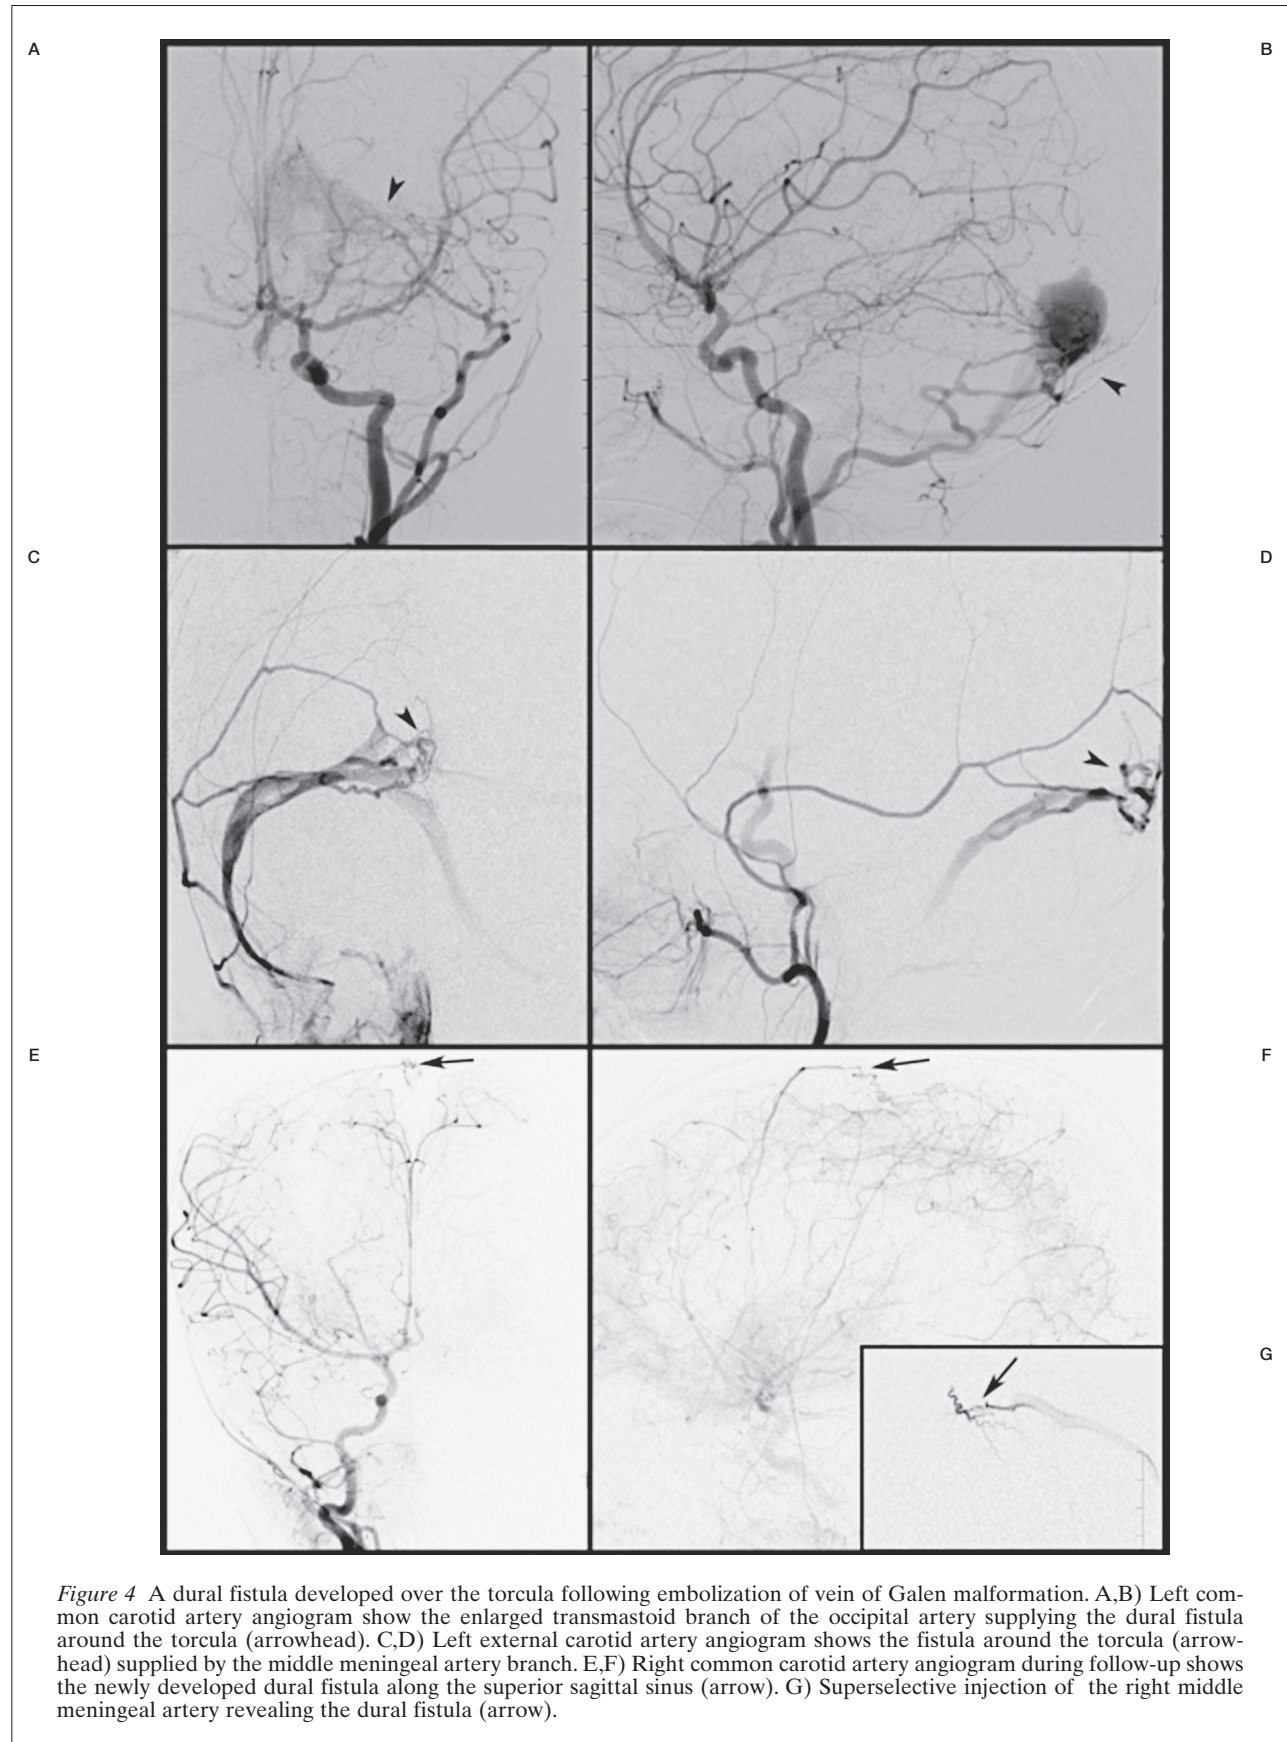 A
B
C
D
E
F
G
Figure 4 A dural fistula developed over the torcula following embolization of vein of Galen malformation. A,B) Left com-
mon carotid artery angiogram show the enlarged transmastoid branch of the occipital artery supplying the dural fistula
around the torcula (arrowhead). C,D) Left external carotid artery angiogram shows the fistula around the torcula (arrow-
head) supplied by the middle meningeal artery branch. E,F) Right common carotid artery angiogram during follow-up shows
the newly developed dural fistula along the superior sagittal sinus (arrow). G) Superselective injection of the right middle
meningeal artery revealing the dural fistula (arrow).